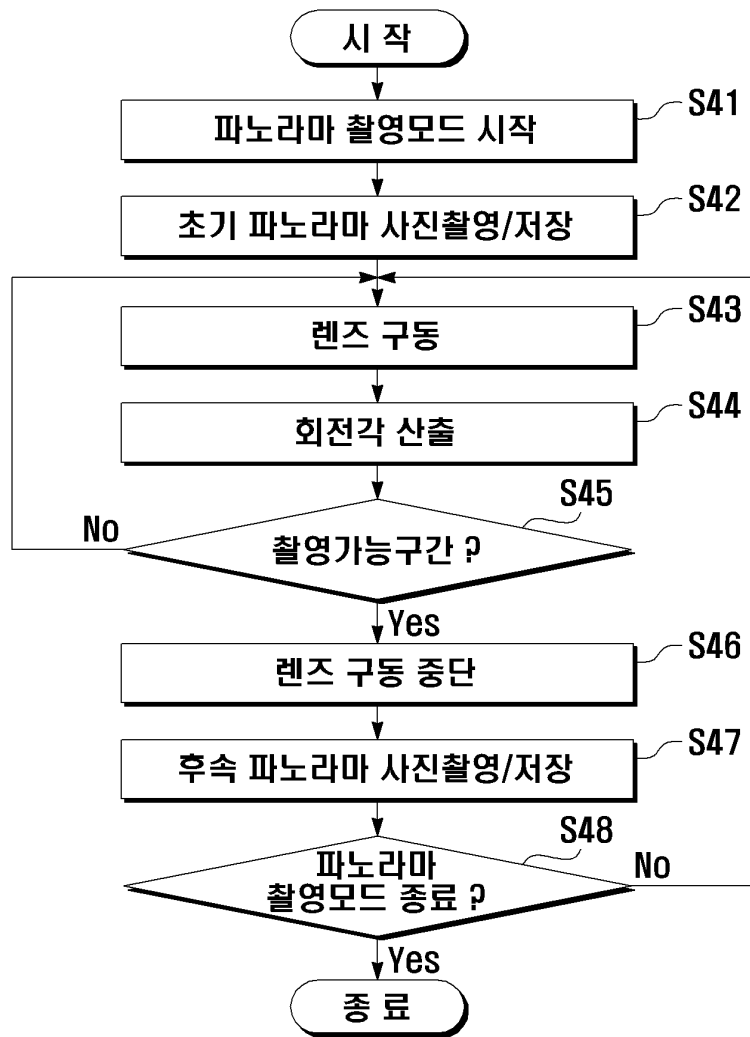 시 작
파노라마 촬영모드 시작
S41
초기 파노라마 사진촬영/저장
S42
렌즈 구동
S43
회전각 산출
S44
촬영가능구간 ?
S45
No
Yes
렌즈 구동 중단
S46
후속 파노라마 사진촬영/저장
S47
파노라마
촬영모드 종료 ?
S48
No
Yes
종 료